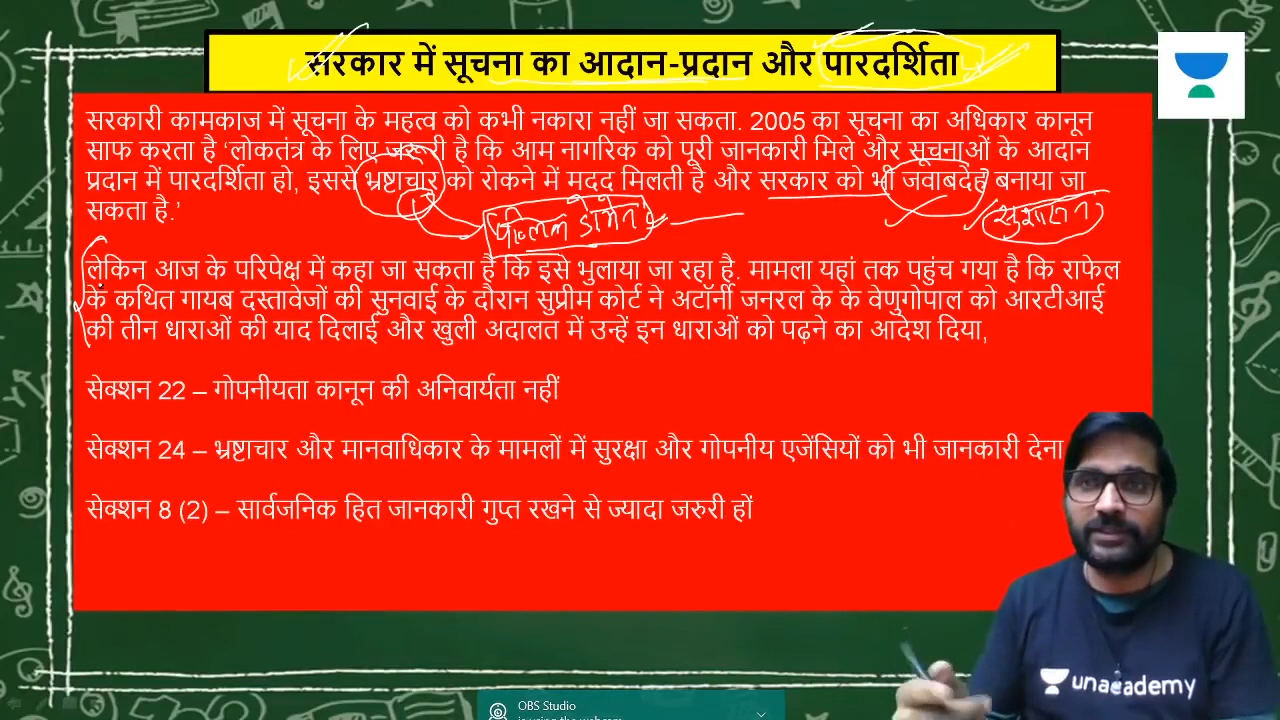 सरकार में सूचना का आदान-प्रदान और पारदर्शिता
सरकारी कामकाज में सूचना के महत्व को कभी नकारा नहीं जा सकता. 2005 का सूचना का अधिकार कानून
साफ करता है ‘लोकतंत्र के लिए जरूरी है कि आम नागरिक को पूरी जानकारी मिले और सूचनाओं के आदान
प्रदान में पारदर्शिता हो, इससे भ्रष्टाचार को रोकने में मदद मिलती है और सरकार को भी जवाबदेह बनाया जा
सकता है.’
पब्लिक डोमेन
सुशासन
लेकिन आज के परिपेक्ष में कहा जा सकता है कि इसे भुलाया जा रहा है. मामला यहां तक पहुंच गया है कि राफेल
के कथित गायब दस्तावेजों की सुनवाई के दौरान सुप्रीम कोर्ट ने अटॉर्नी जनरल के के वेणुगोपाल को आरटीआई
की तीन धाराओं की याद दिलाई और खुली अदालत में उन्हें इन धाराओं को पढ़ने का आदेश दिया,
सेक्शन 22 – गोपनीयता कानून की अनिवार्यता नहीं
सेक्शन 24 – भ्रष्टाचार और मानवाधिकार के मामलों में सुरक्षा और गोपनीय एजेंसियों को भी जानकारी देना
सेक्शन 8 (2) – सार्वजनिक हित जानकारी गुप्त रखने से ज्यादा जरुरी हों
unacademy
OBS Studio